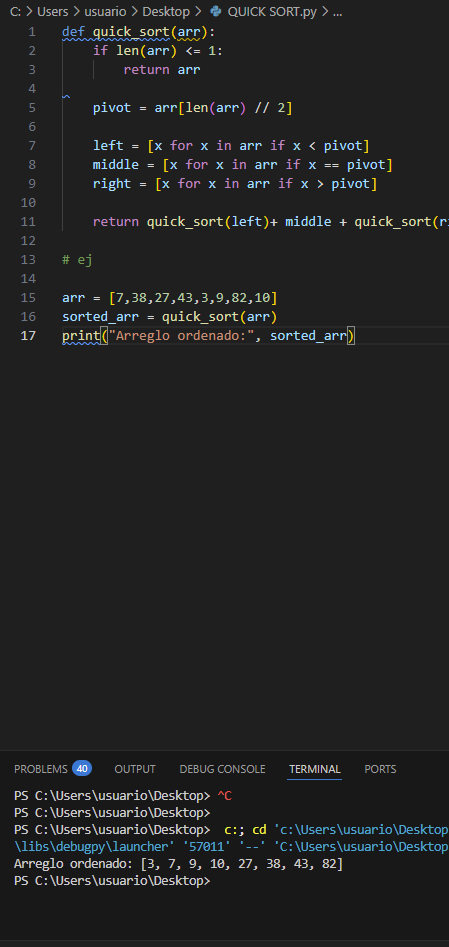 C: > Users > usuario > Desktop > QUICK SORT.py > ...
1 def quick_sort(arr):
2     if len(arr) <= 1:
3         return arr
4
5     pivot = arr[len(arr) // 2]
6
7     left = [x for x in arr if x < pivot]
8     middle = [x for x in arr if x == pivot]
9     right = [x for x in arr if x > pivot]
10
11     return quick_sort(left)+ middle + quick_sort(ri
12
13 # ej
14
15 arr = [7,38,27,43,3,9,82,10]
16 sorted_arr = quick_sort(arr)
17 print("Arreglo ordenado:", sorted_arr)
PROBLEMS 40 OUTPUT DEBUG CONSOLE TERMINAL PORTS
PS C:\Users\usuario\Desktop> ^C
PS C:\Users\usuario\Desktop>
PS C:\Users\usuario\Desktop>  c:; cd 'c:\Users\usuario\Desktop
\libs\debugpy\launcher' '57011' '--' 'C:\Users\usuario\Desktop
Arreglo ordenado: [3, 7, 9, 10, 27, 38, 43, 82]
PS C:\Users\usuario\Desktop>